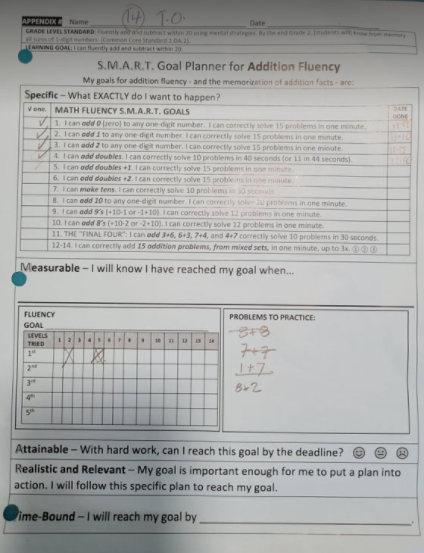 APPENDIX Name 14 J.O. Date
GRADE LEVEL STANDARD: Fluently add and subtract within 20 using mental strategies. By the end Grade 2, students will know from memory
all sums of 1-digit numbers. (Common Core Standard 2.OA.2).
LEARNING GOAL: I can fluently add and subtract within 20.
S.M.A.R.T. Goal Planner for Addition Fluency
My goals for addition fluency - and the memorization of addition facts - are:
Specific – What EXACTLY do I want to happen?
√ one. MATH FLUENCY S.M.A.R.T. GOALS DATE DONE
1. I can add 0 (zero) to any one-digit number. I can correctly solve 15 problems in one minute.
2. I can add 1 to any one-digit number. I can correctly solve 15 problems in one minute.
3. I can add 2 to any one-digit number. I can correctly solve 15 problems in one minute.
4. I can add doubles. I can correctly solve 10 problems in 40 seconds (or 11 in 44 seconds).
5. I can add doubles +1. I can correctly solve 15 problems in one minute.
6. I can add doubles +2. I can correctly solve 15 problems in one minute.
7. I can make tens. I can correctly solve 10 problems in 30 seconds.
8. I can add 10 to any one-digit number. I can correctly solve 20 problems in one minute.
9. I can add 9's (+10-1 or -1+10). I can correctly solve 12 problems in one minute.
10. I can add 8's (+10-2 or -2+10). I can correctly solve 12 problems in one minute.
11. THE "FINAL FOUR": I can add 3+6, 6+3, 7+4, and 4+7 correctly solve 10 problems in 30 seconds.
12-14. I can correctly add 15 addition problems, from mixed sets, in one minute, up to 3x. ① ② ③
Measurable – I will know I have reached my goal when...
FLUENCY
GOAL
LEVELS TRIED 1 2 3 4 5 6 7 8 9 10 11 12 13 14
1st
2nd
3rd
4th
5th
PROBLEMS TO PRACTICE:
8+8
7+7
1+7
8+2
Attainable – With hard work, can I reach this goal by the deadline?
Realistic and Relevant – My goal is important enough for me to put a plan into
action. I will follow this specific plan to reach my goal.
ime-Bound – I will reach my goal by